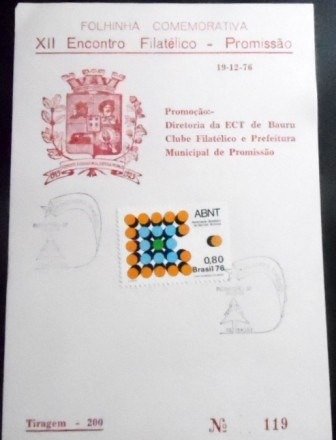 FOLHINHA COMEMORATIVA
XII Encontro Filatélico - Promissão
19-12-76
Promoção:-
Diretoria da ECT de Bauru
Clube Filatélico e Prefeitura
Municipal de Promissão
ABNT
0,80
Brasil 76
Tiragem - 200
Nº 119